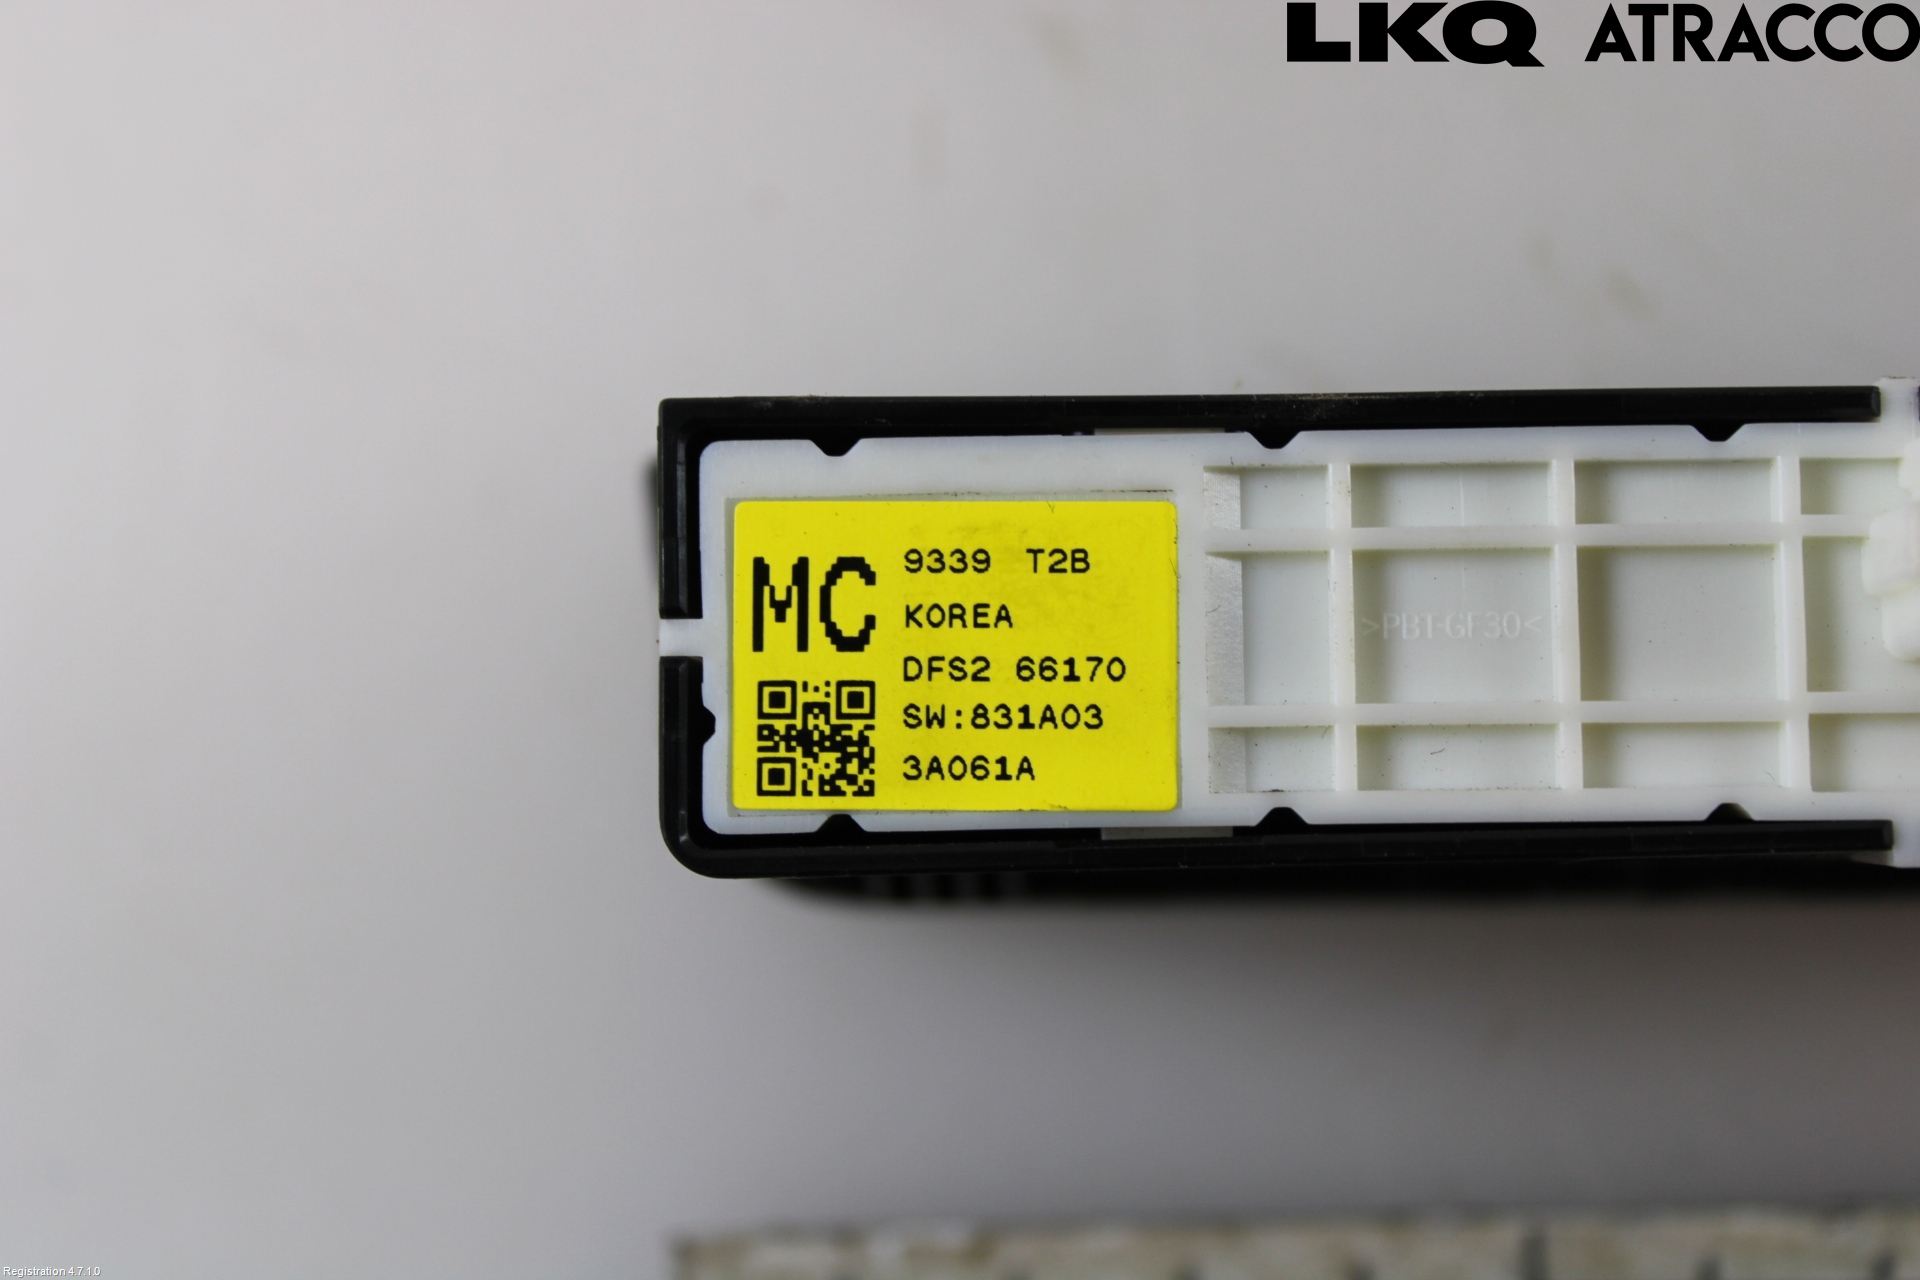 LKQ ATRACCO
MC
9339 T2B
KOREA
DFS2 66170
SW:831A03
3A061A
>PBT-GF30<
Registration 4.7.1.0